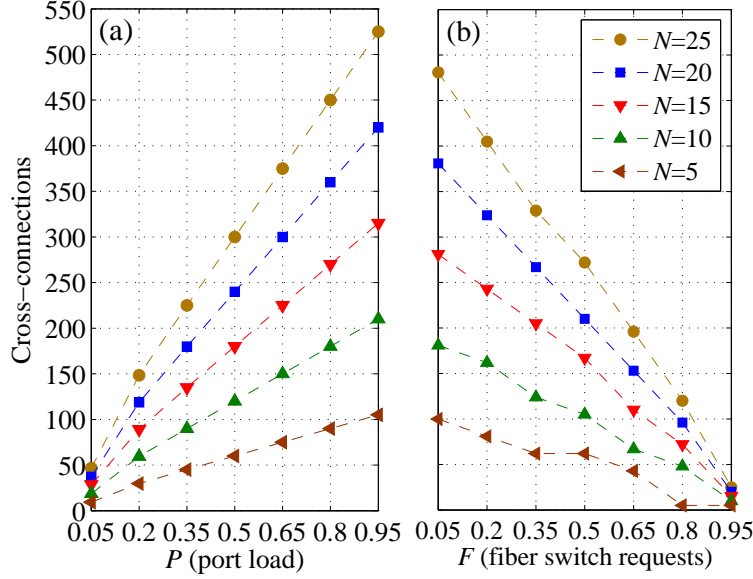 (a)
(b)
N=25
N=20
N=15
N=10
N=5
Cross−connections
550
500
450
400
350
300
250
200
150
100
50
0
0.05 0.2 0.35 0.5 0.65 0.8 0.95
0.05 0.2 0.35 0.5 0.65 0.8 0.95
P (port load)
F (fiber switch requests)